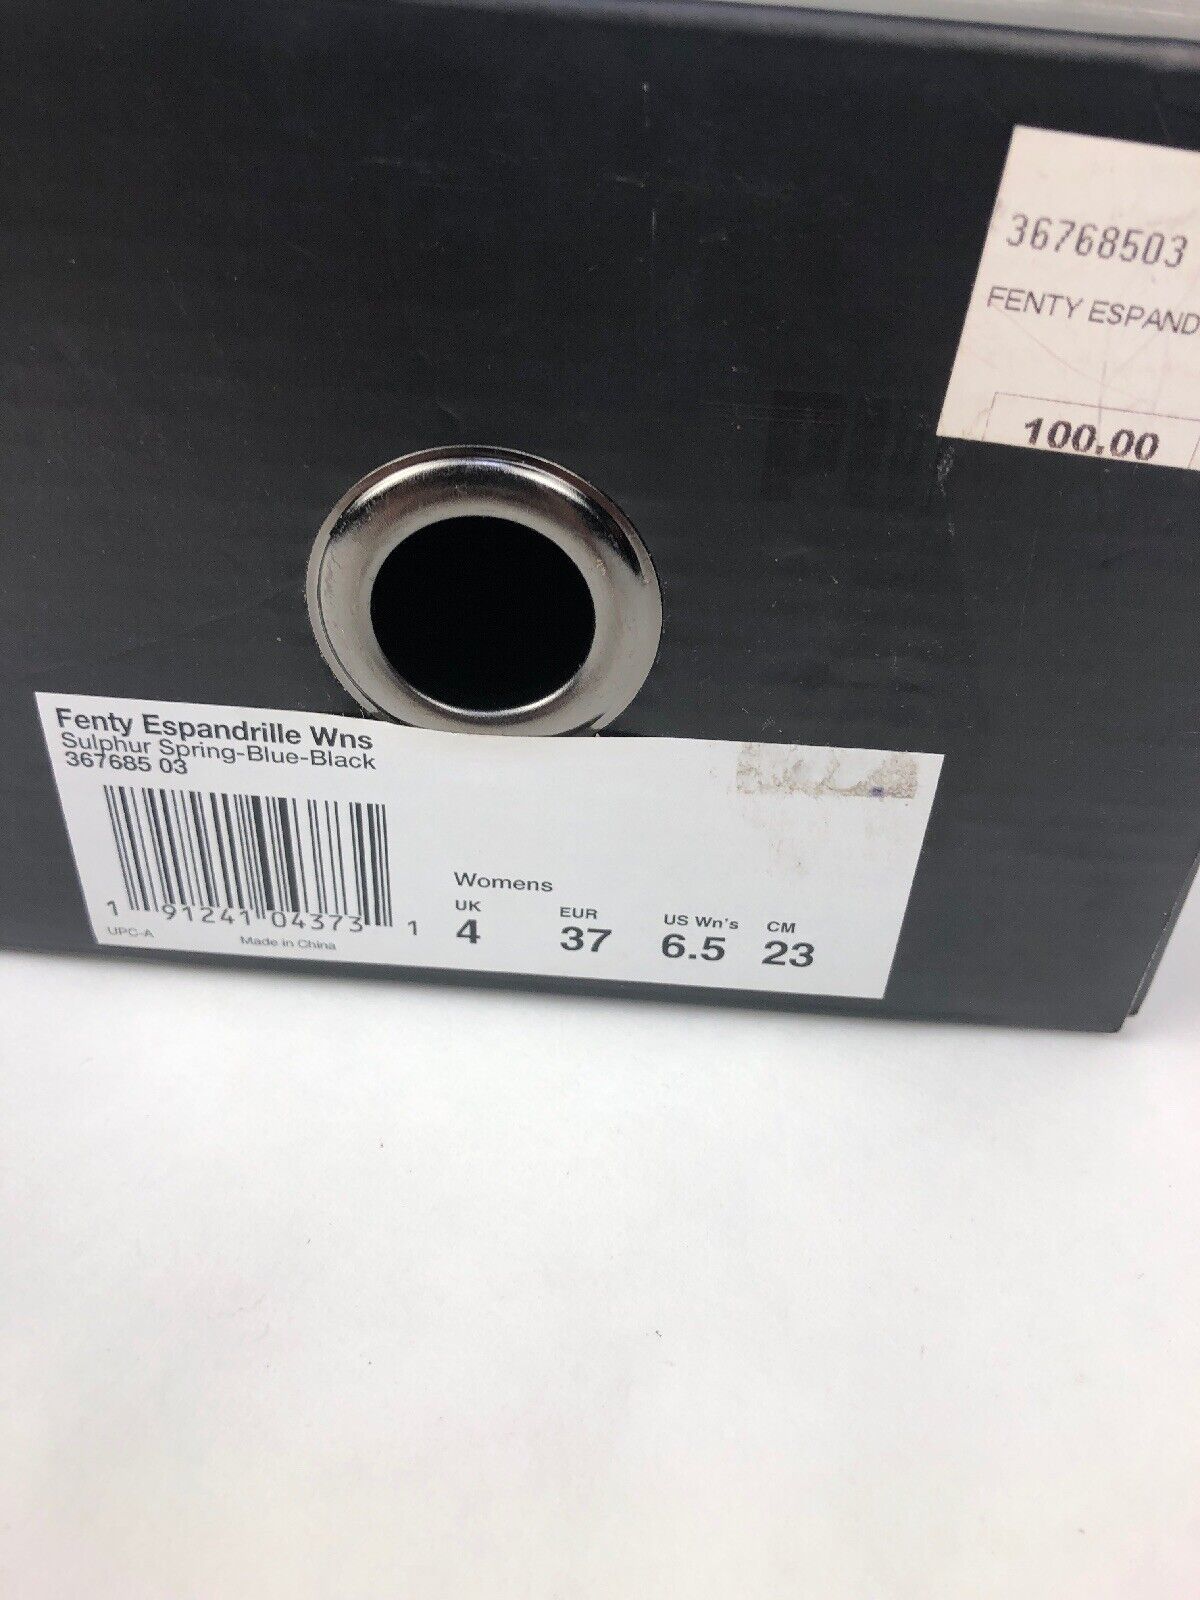 36768503
FENTY ESPAND
100.00
Fenty Espandrille Wns
Sulphur Spring-Blue-Black
367685 03
1 91241 04373 1
UPC-A
Made in China
Womens
UK EUR US Wn's CM
4 37 6.5 23